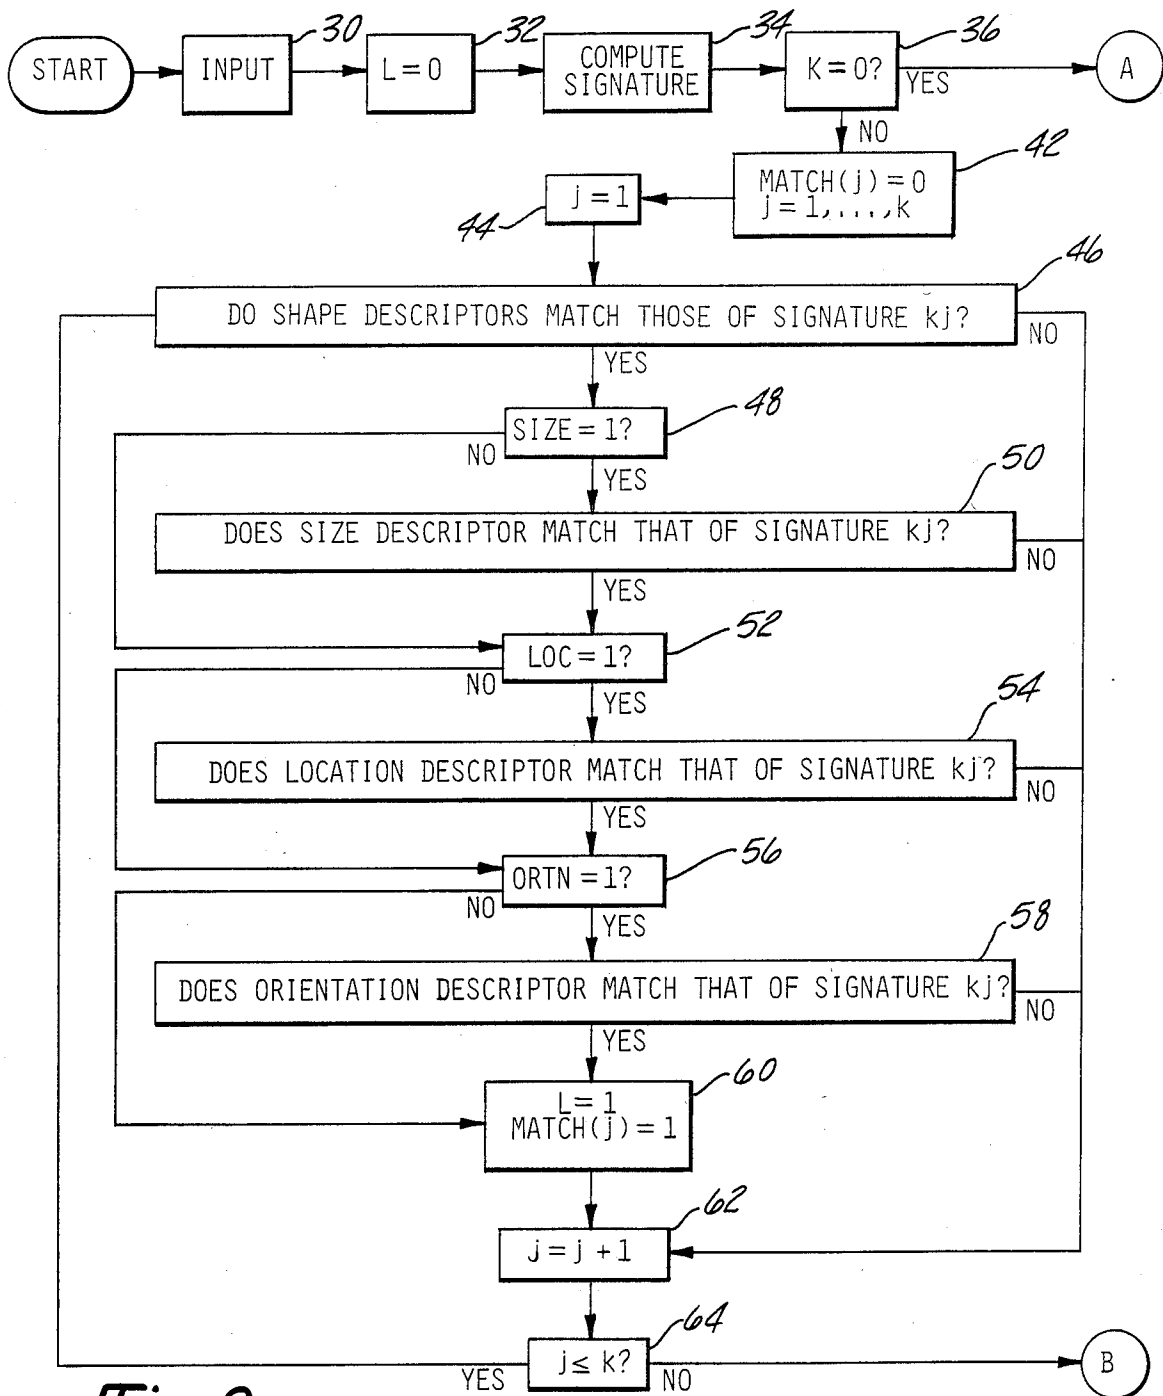 30
32
34
36
START
INPUT
L=0
COMPUTE
SIGNATURE
K=0?
YES
A
NO
42
MATCH(j)=0
j=1,...,k
j=1
44
46
DO SHAPE DESCRIPTORS MATCH THOSE OF SIGNATURE kj?
NO
YES
48
SIZE=1?
NO
YES
50
DOES SIZE DESCRIPTOR MATCH THAT OF SIGNATURE kj?
NO
YES
52
LOC=1?
NO
YES
54
DOES LOCATION DESCRIPTOR MATCH THAT OF SIGNATURE kj?
NO
YES
56
ORTN=1?
NO
YES
58
DOES ORIENTATION DESCRIPTOR MATCH THAT OF SIGNATURE kj?
NO
YES
60
L=1
MATCH(j)=1
62
j=j+1
64
j≤k?
YES
NO
B